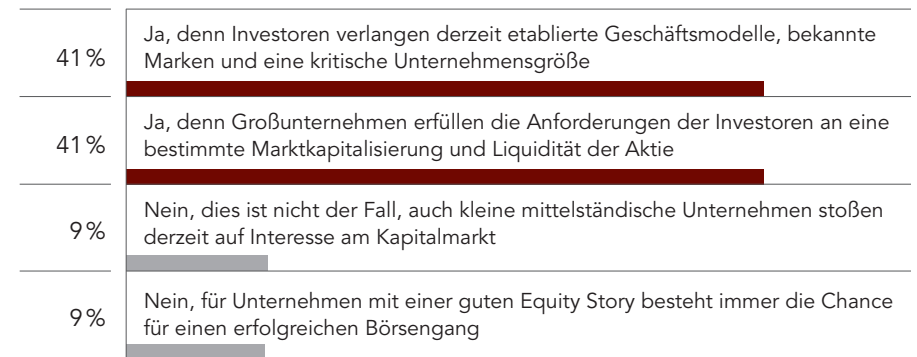 41 %
Ja, denn Investoren verlangen derzeit etablierte Geschäftsmodelle, bekannte
Marken und eine kritische Unternehmensgröße
41 %
Ja, denn Großunternehmen erfüllen die Anforderungen der Investoren an eine
bestimmte Marktkapitalisierung und Liquidität der Aktie
9 %
Nein, dies ist nicht der Fall, auch kleine mittelständische Unternehmen stoßen
derzeit auf Interesse am Kapitalmarkt
9 %
Nein, für Unternehmen mit einer guten Equity Story besteht immer die Chance
für einen erfolgreichen Börsengang